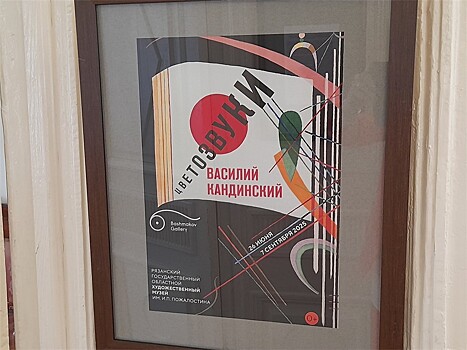 ЦВЕТОЗВУКИ
ВАСИЛИЙ
КАНДИНСКИЙ
Bashmakov
Gallery
26 ИЮНЯ
7 СЕНТЯБРЯ 2025
РЯЗАНСКИЙ
ГОСУДАРСТВЕННЫЙ
ОБЛАСТНОЙ
ХУДОЖЕСТВЕННЫЙ
МУЗЕЙ
ИМ. И.П. ПОЖАЛОСТИНА
0+